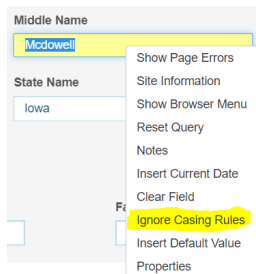 Middle Name
Mcdowell
Show Page Errors
Site Information
State Name
Show Browser Menu
Iowa
Reset Query
Notes
Insert Current Date
Clear Field
Fa
Ignore Casing Rules
Insert Default Value
Properties